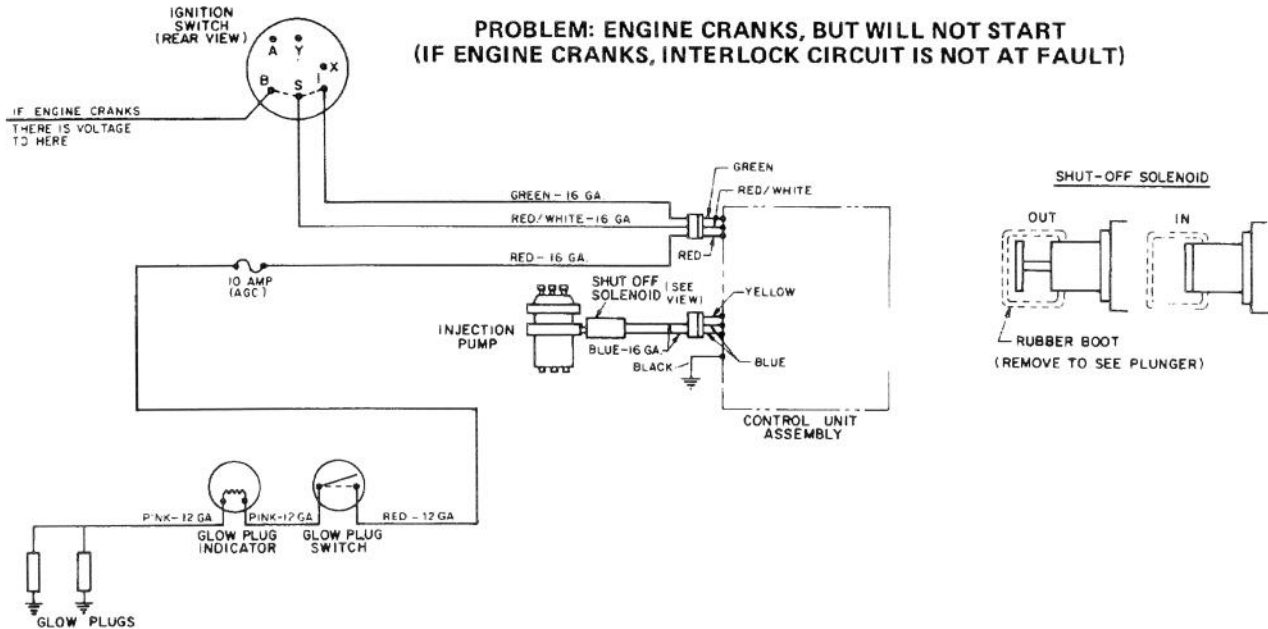 IGNITION
SWITCH
(REAR VIEW)
PROBLEM: ENGINE CRANKS, BUT WILL NOT START
(IF ENGINE CRANKS, INTERLOCK CIRCUIT IS NOT AT FAULT)
A Y
X
B S I
IF ENGINE CRANKS
THERE IS VOLTAGE
TO HERE
GREEN-16 GA.
RED/WHITE-16 GA
RED-16 GA.
GREEN
RED/WHITE
RED
10 AMP
(AGC)
SHUT OFF
SOLENOID
(SEE
VIEW)
YELLOW
INJECTION
PUMP
BLUE-16 GA.
BLUE
BLACK
CONTROL UNIT
ASSEMBLY
SHUT-OFF SOLENOID
OUT
IN
RUBBER BOOT
(REMOVE TO SEE PLUNGER)
PINK-12 GA
PINK-12 GA
RED-12 GA
GLOW PLUG
INDICATOR
GLOW PLUG
SWITCH
GLOW PLUGS